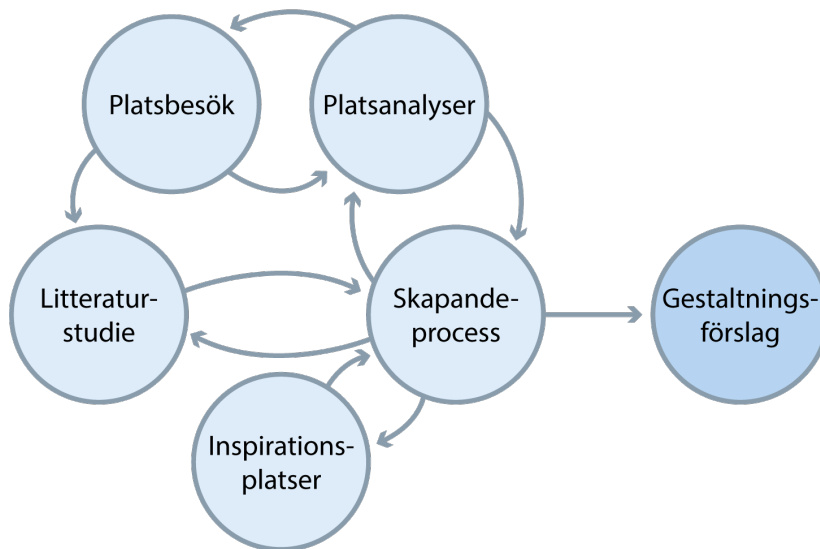 Platsbesök
Platsanalyser
Litteratur-
studie
Skapande-
process
Gestaltnings-
förslag
Inspirations-
platser